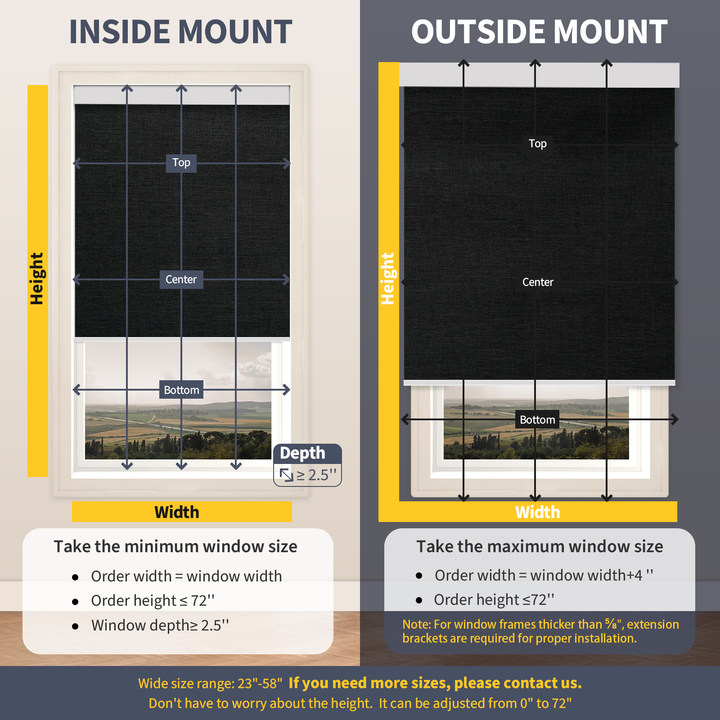 INSIDE MOUNT
Top
Center
Bottom
Height
Depth
≥ 2.5''
Width
Take the minimum window size
• Order width = window width
• Order height ≤ 72''
• Window depth≥ 2.5''
OUTSIDE MOUNT
Top
Center
Bottom
Height
Width
Take the maximum window size
• Order width = window width+4 ''
• Order height ≤72''
Note: For window frames thicker than ⅝", extension
brackets are required for proper installation.
Wide size range: 23"-58" If you need more sizes, please contact us.
Don't have to worry about the height. It can be adjusted from 0" to 72"